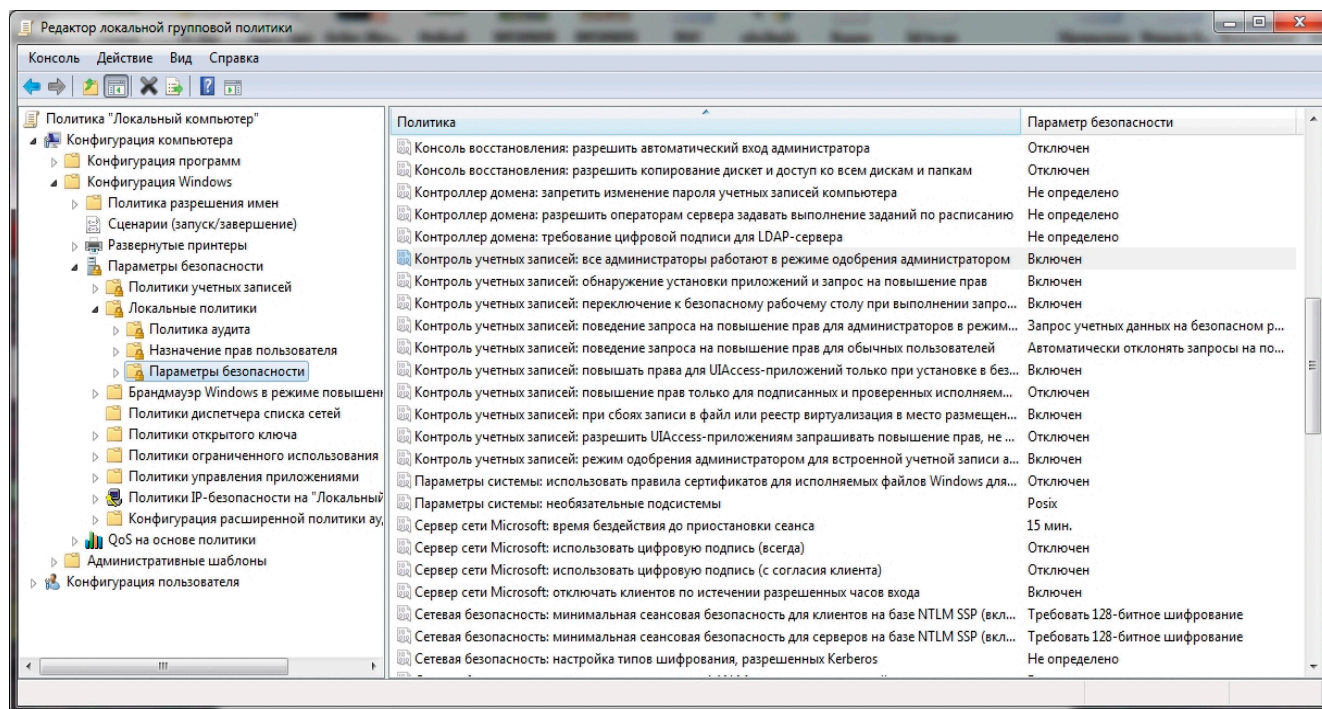 Редактор локальной групповой политики
Консоль Действие Вид Справка
Политика "Локальный компьютер"
Конфигурация компьютера
Конфигурация программ
Конфигурация Windows
Политика разрешения имен
Сценарии (запуск/завершение)
Развернутые принтеры
Параметры безопасности
Политики учетных записей
Локальные политики
Политика аудита
Назначение прав пользователя
Параметры безопасности
Брандмауэр Windows в режиме повышенн
Политики диспетчера списка сетей
Политики открытого ключа
Политики ограниченного использования
Политики управления приложениями
Политики IP-безопасности на "Локальный
Конфигурация расширенной политики ау
QoS на основе политики
Административные шаблоны
Конфигурация пользователя
Политика Параметр безопасности
Консоль восстановления: разрешить автоматический вход администратора Отключен
Консоль восстановления: разрешить копирование дискет и доступ ко всем дискам и папкам Отключен
Контроллер домена: запретить изменение пароля учетных записей компьютера Не определено
Контроллер домена: разрешить операторам сервера задавать выполнение заданий по расписанию Не определено
Контроллер домена: требование цифровой подписи для LDAP-сервера Не определено
Контроль учетных записей: все администраторы работают в режиме одобрения администратором Включен
Контроль учетных записей: обнаружение установки приложений и запрос на повышение прав Включен
Контроль учетных записей: переключение к безопасному рабочему столу при выполнении запро... Включен
Контроль учетных записей: поведение запроса на повышение прав для администраторов в режим... Запрос учетных данных на безопасном р...
Контроль учетных записей: поведение запроса на повышение прав для обычных пользователей Автоматически отклонять запросы на по...
Контроль учетных записей: повышать права для UIAccess-приложений только при установке в без... Включен
Контроль учетных записей: повышение прав только для подписанных и проверенных исполняем... Отключен
Контроль учетных записей: при сбоях записи в файл или реестр виртуализация в место размещен... Включен
Контроль учетных записей: разрешить UIAccess-приложениям запрашивать повышение прав, не ... Отключен
Контроль учетных записей: режим одобрения администратором для встроенной учетной записи а... Включен
Параметры системы: использовать правила сертификатов для исполняемых файлов Windows для... Отключен
Параметры системы: необязательные подсистемы Posix
Сервер сети Microsoft: время бездействия до приостановки сеанса 15 мин.
Сервер сети Microsoft: использовать цифровую подпись (всегда) Отключен
Сервер сети Microsoft: использовать цифровую подпись (с согласия клиента) Отключен
Сервер сети Microsoft: отключать клиентов по истечении разрешенных часов входа Включен
Сетевая безопасность: минимальная сеансовая безопасность для клиентов на базе NTLM SSP (вкл... Требовать 128-битное шифрование
Сетевая безопасность: минимальная сеансовая безопасность для серверов на базе NTLM SSP (вкл... Требовать 128-битное шифрование
Сетевая безопасность: настройка типов шифрования, разрешенных Kerberos Не определено